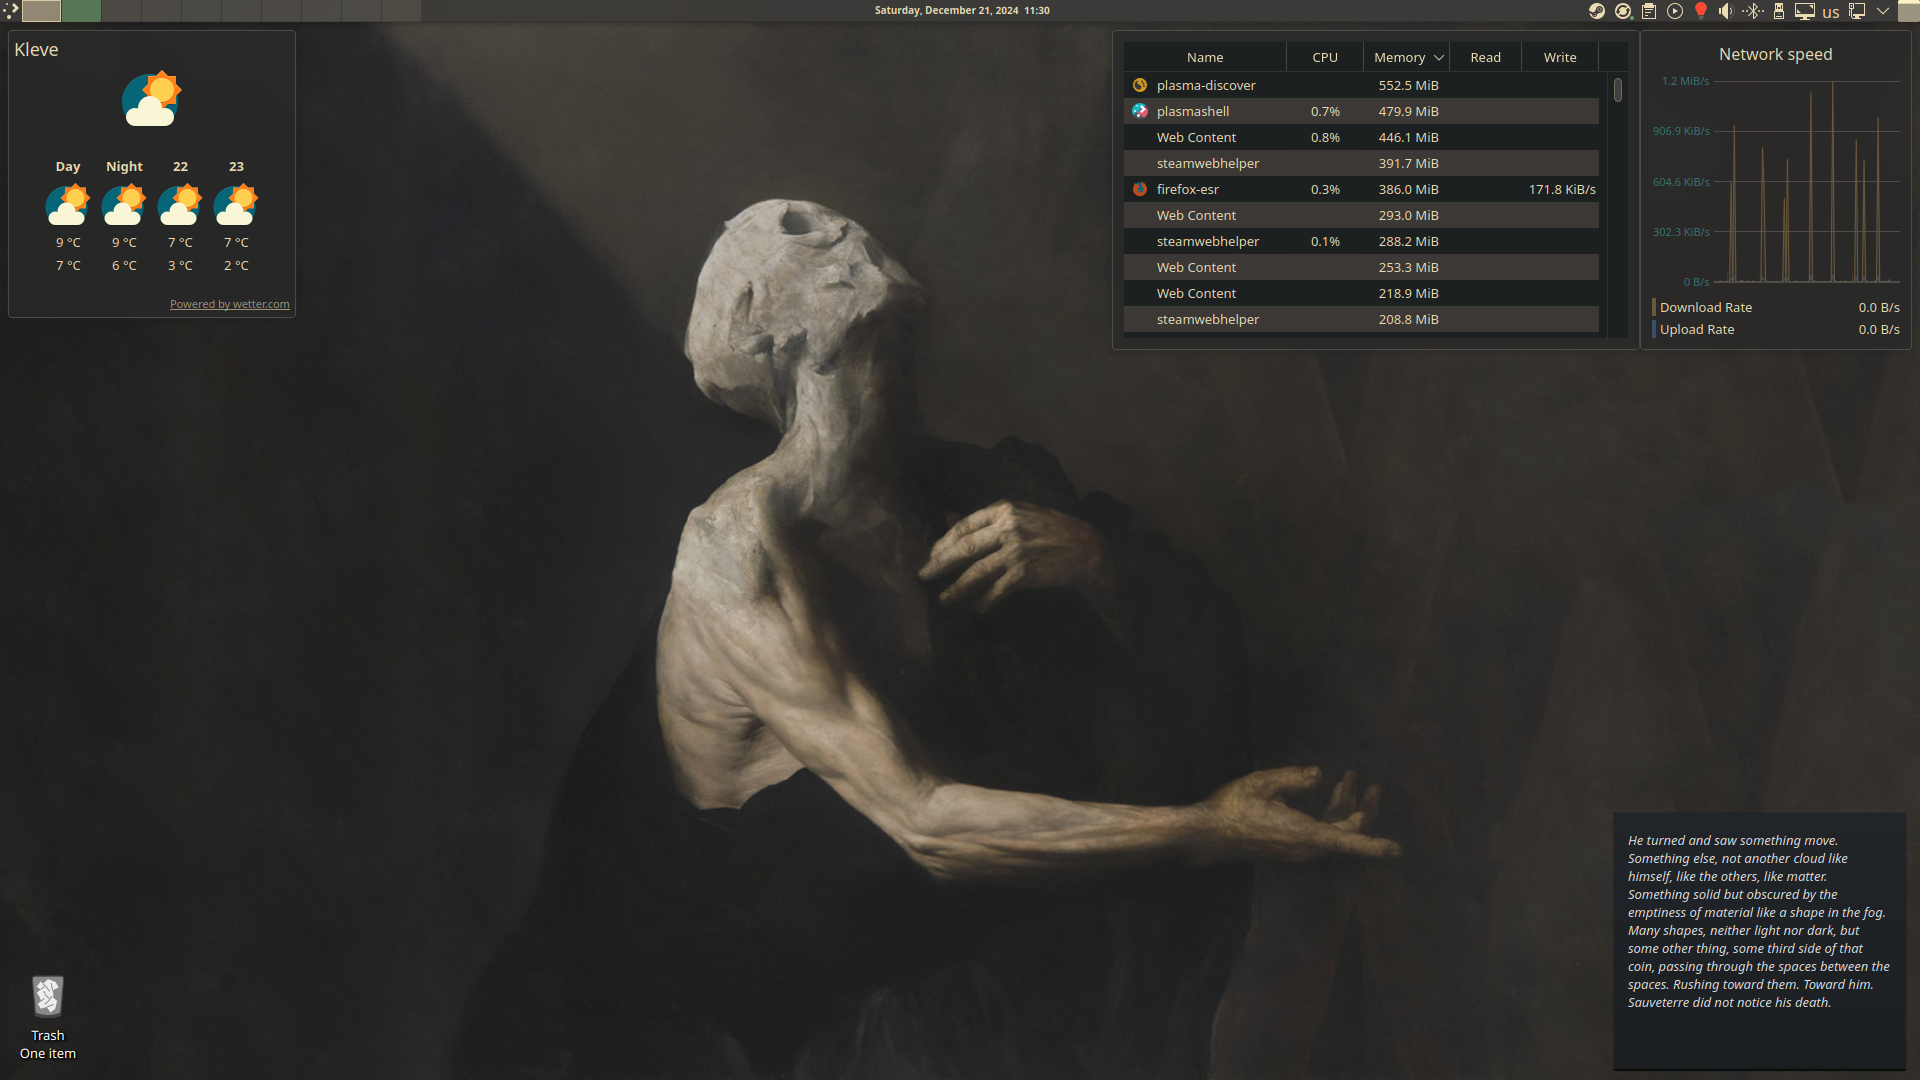 Saturday, December 21, 2024 11:30
us
Kleve
Day Night 22 23
9 °C 9 °C 7 °C 7 °C
7 °C 6 °C 3 °C 2 °C
Powered by wetter.com
Name CPU Memory Read Write
plasma-discover 552.5 MiB
plasmashell 0.7% 479.9 MiB
Web Content 0.8% 446.1 MiB
steamwebhelper 391.7 MiB
firefox-esr 0.3% 386.0 MiB 171.8 KiB/s
Web Content 293.0 MiB
steamwebhelper 0.1% 288.2 MiB
Web Content 253.3 MiB
Web Content 218.9 MiB
steamwebhelper 208.8 MiB
Network speed
1.2 MiB/s
906.9 KiB/s
604.6 KiB/s
302.3 KiB/s
0 B/s
Download Rate 0.0 B/s
Upload Rate 0.0 B/s
He turned and saw something move.
Something else, not another cloud like
himself, like the others, like matter.
Something solid but obscured by the
emptiness of material like a shape in the fog.
Many shapes, neither light nor dark, but
some other thing, some third side of that
coin, passing through the spaces between the
spaces. Rushing toward them. Toward him.
Sauveterre did not notice his death.
Trash
One item